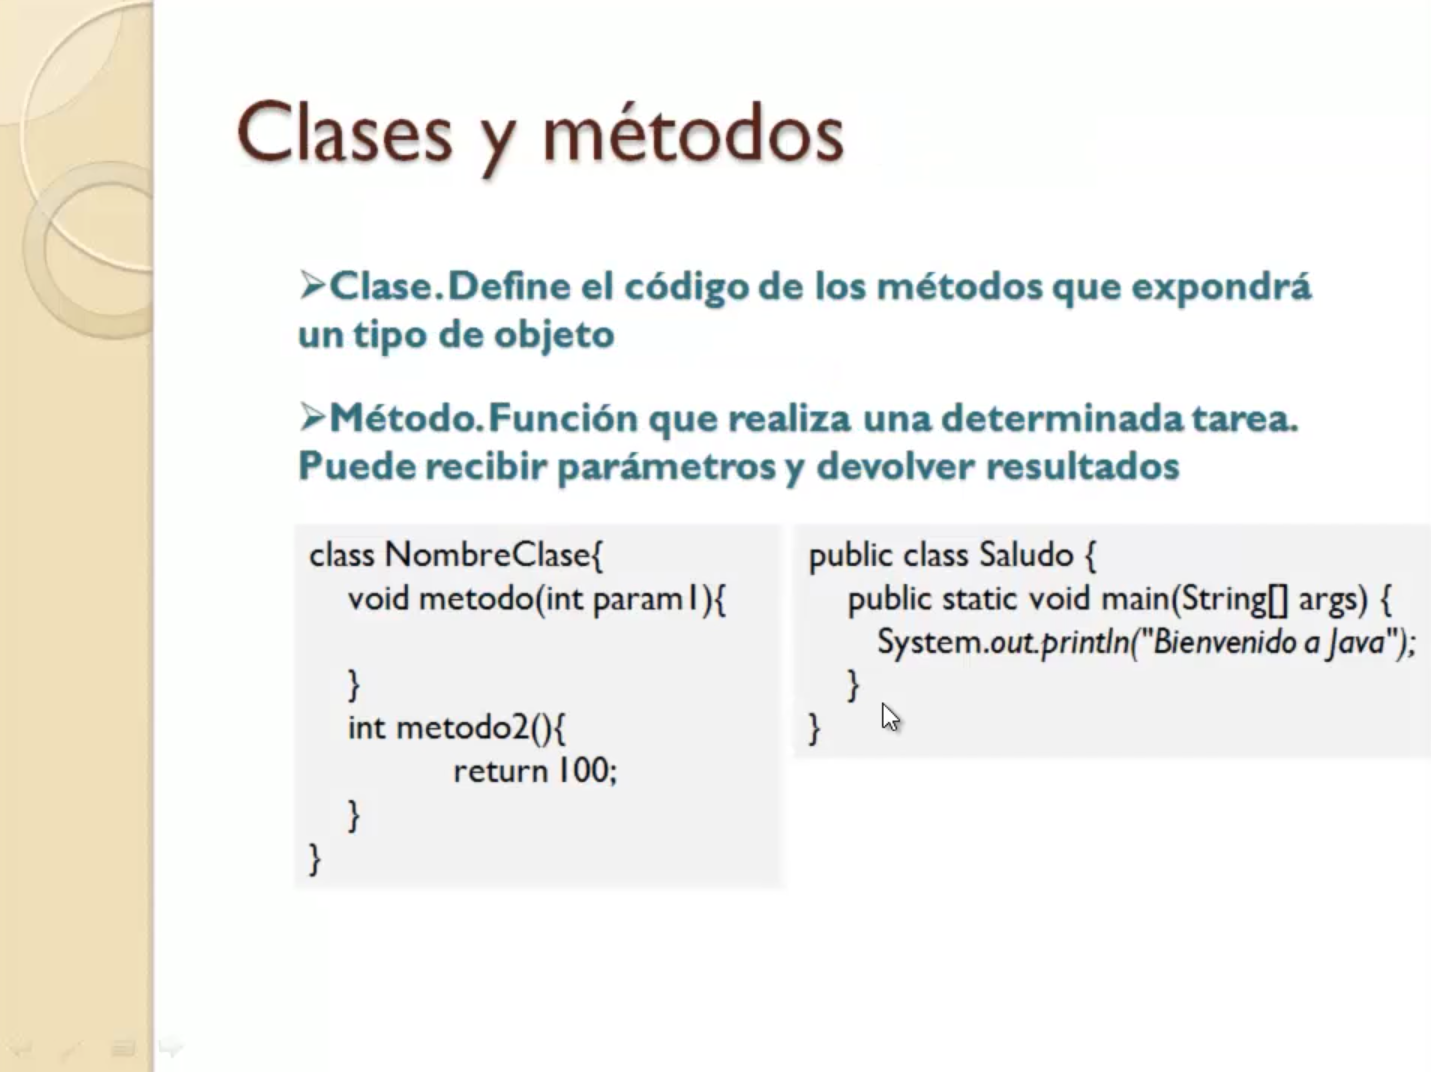 Clases y métodos
➢Clase. Define el código de los métodos que expondrá
un tipo de objeto
➢Método. Función que realiza una determinada tarea.
Puede recibir parámetros y devolver resultados
class NombreClase{
void metodo(int param1){
}
int metodo2(){
return 100;
}
}
public class Saludo {
public static void main(String[] args) {
System.out.println("Bienvenido a Java");
}
}